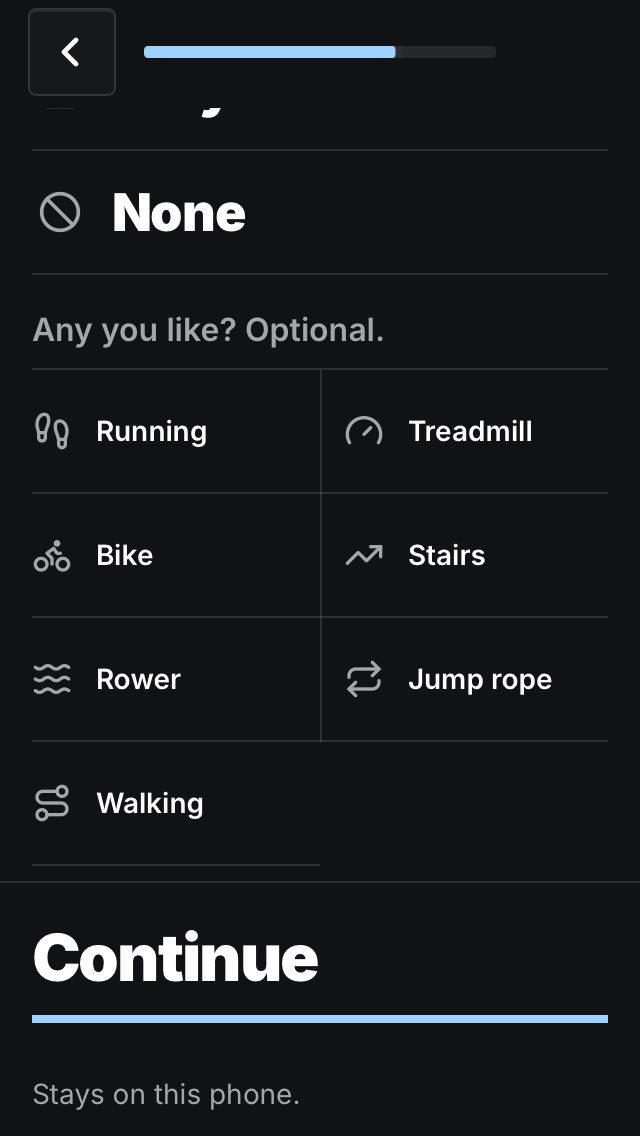 None
Any you like? Optional.
Running
Treadmill
Bike
Stairs
Rower
Jump rope
Walking
Continue
Stays on this phone.